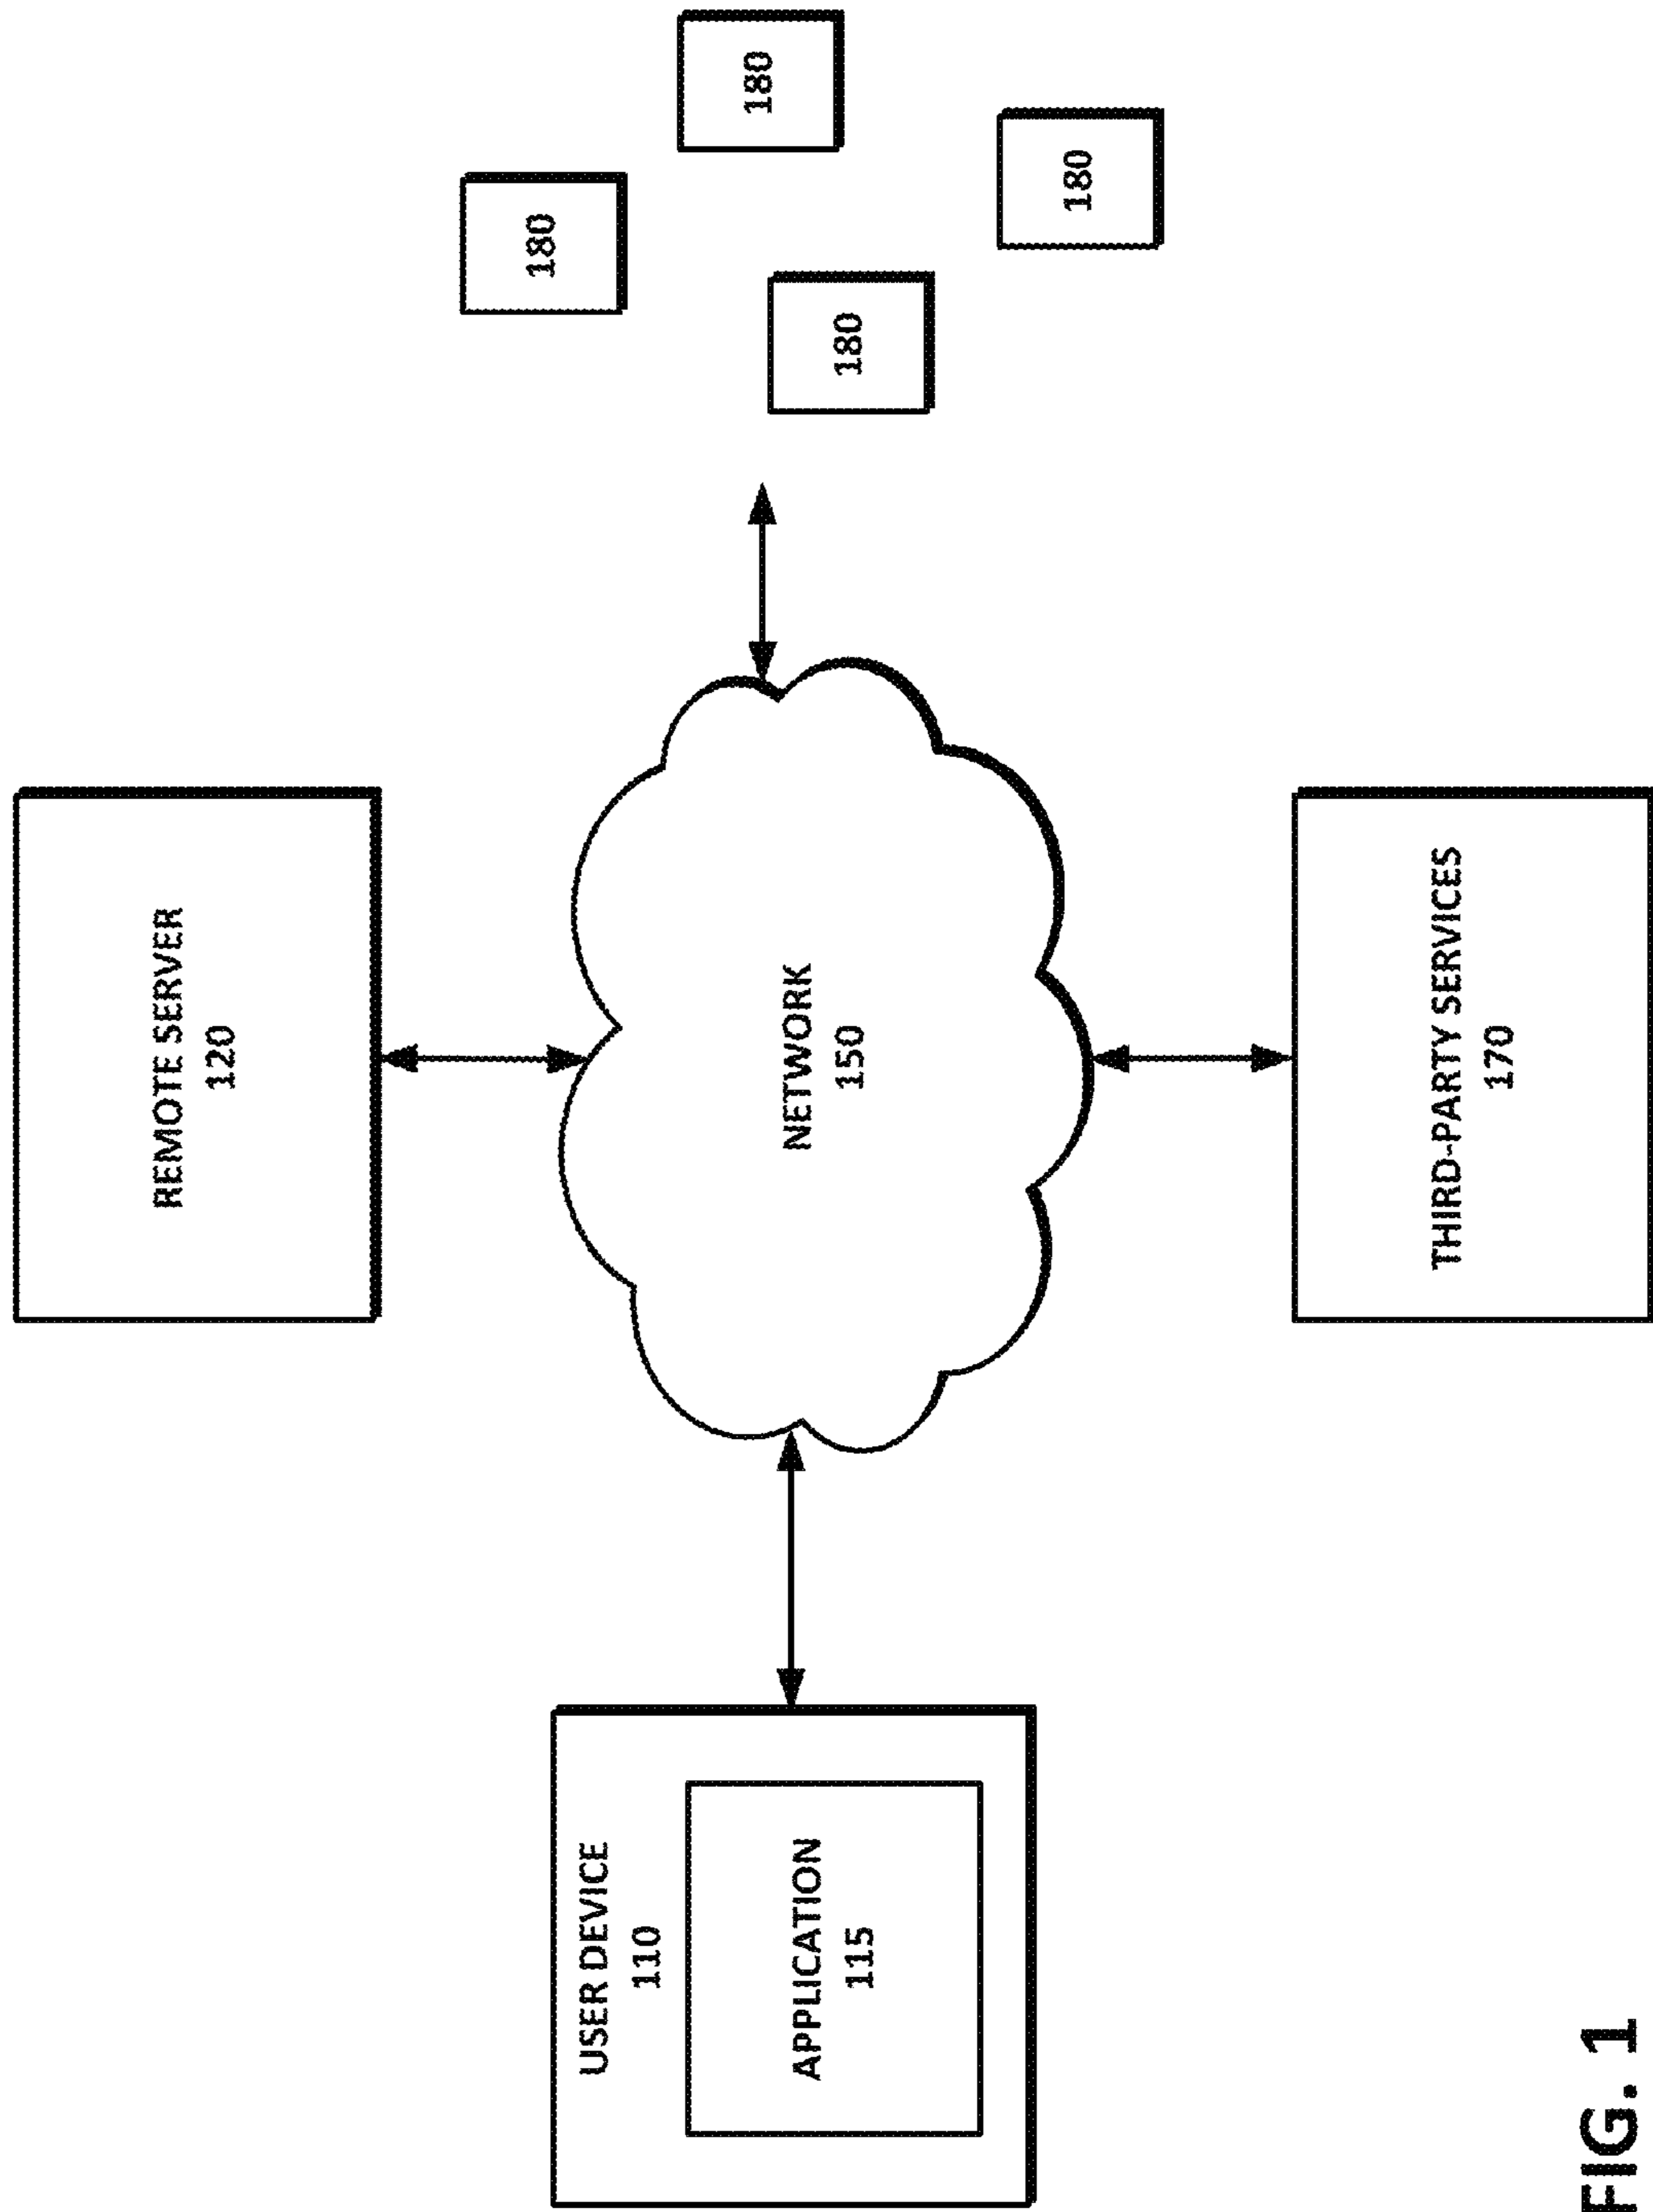 REMOTE SERVER
120
180
180
180
180
NETWORK
150
USER DEVICE
110
APPLICATION
115
THIRD-PARTY SERVICES
170
FIG. 1